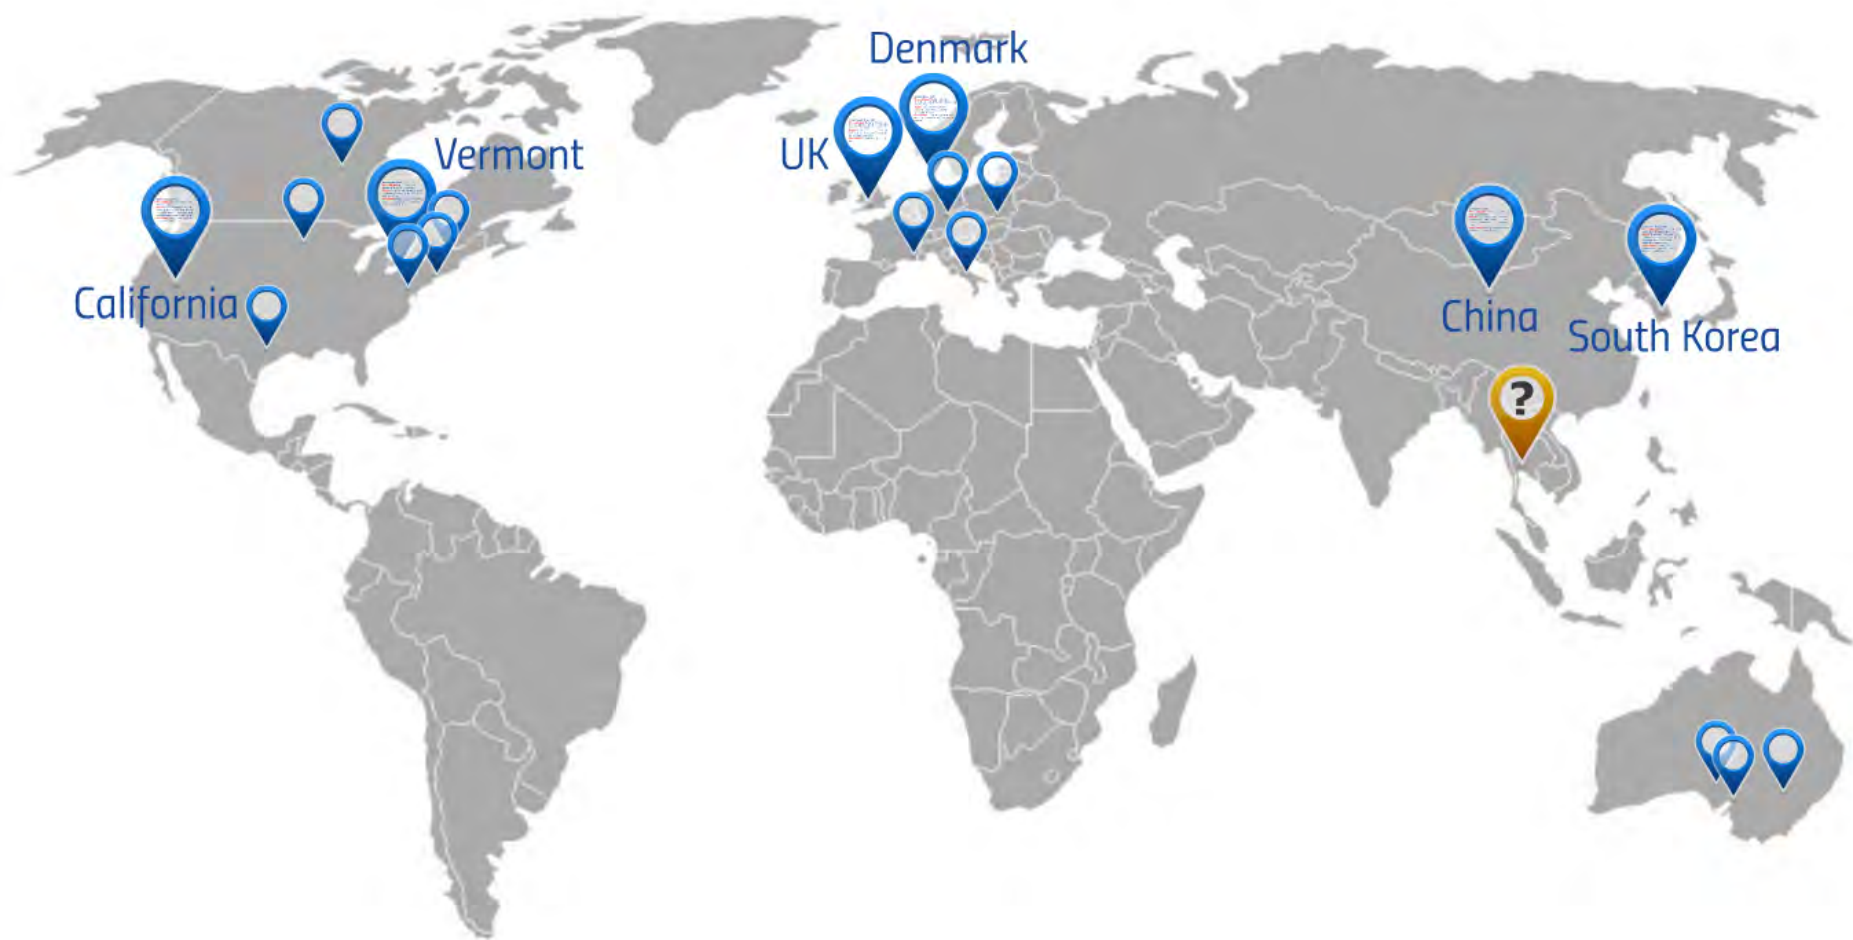 Denmark
UK
Vermont
California
China
South Korea
?